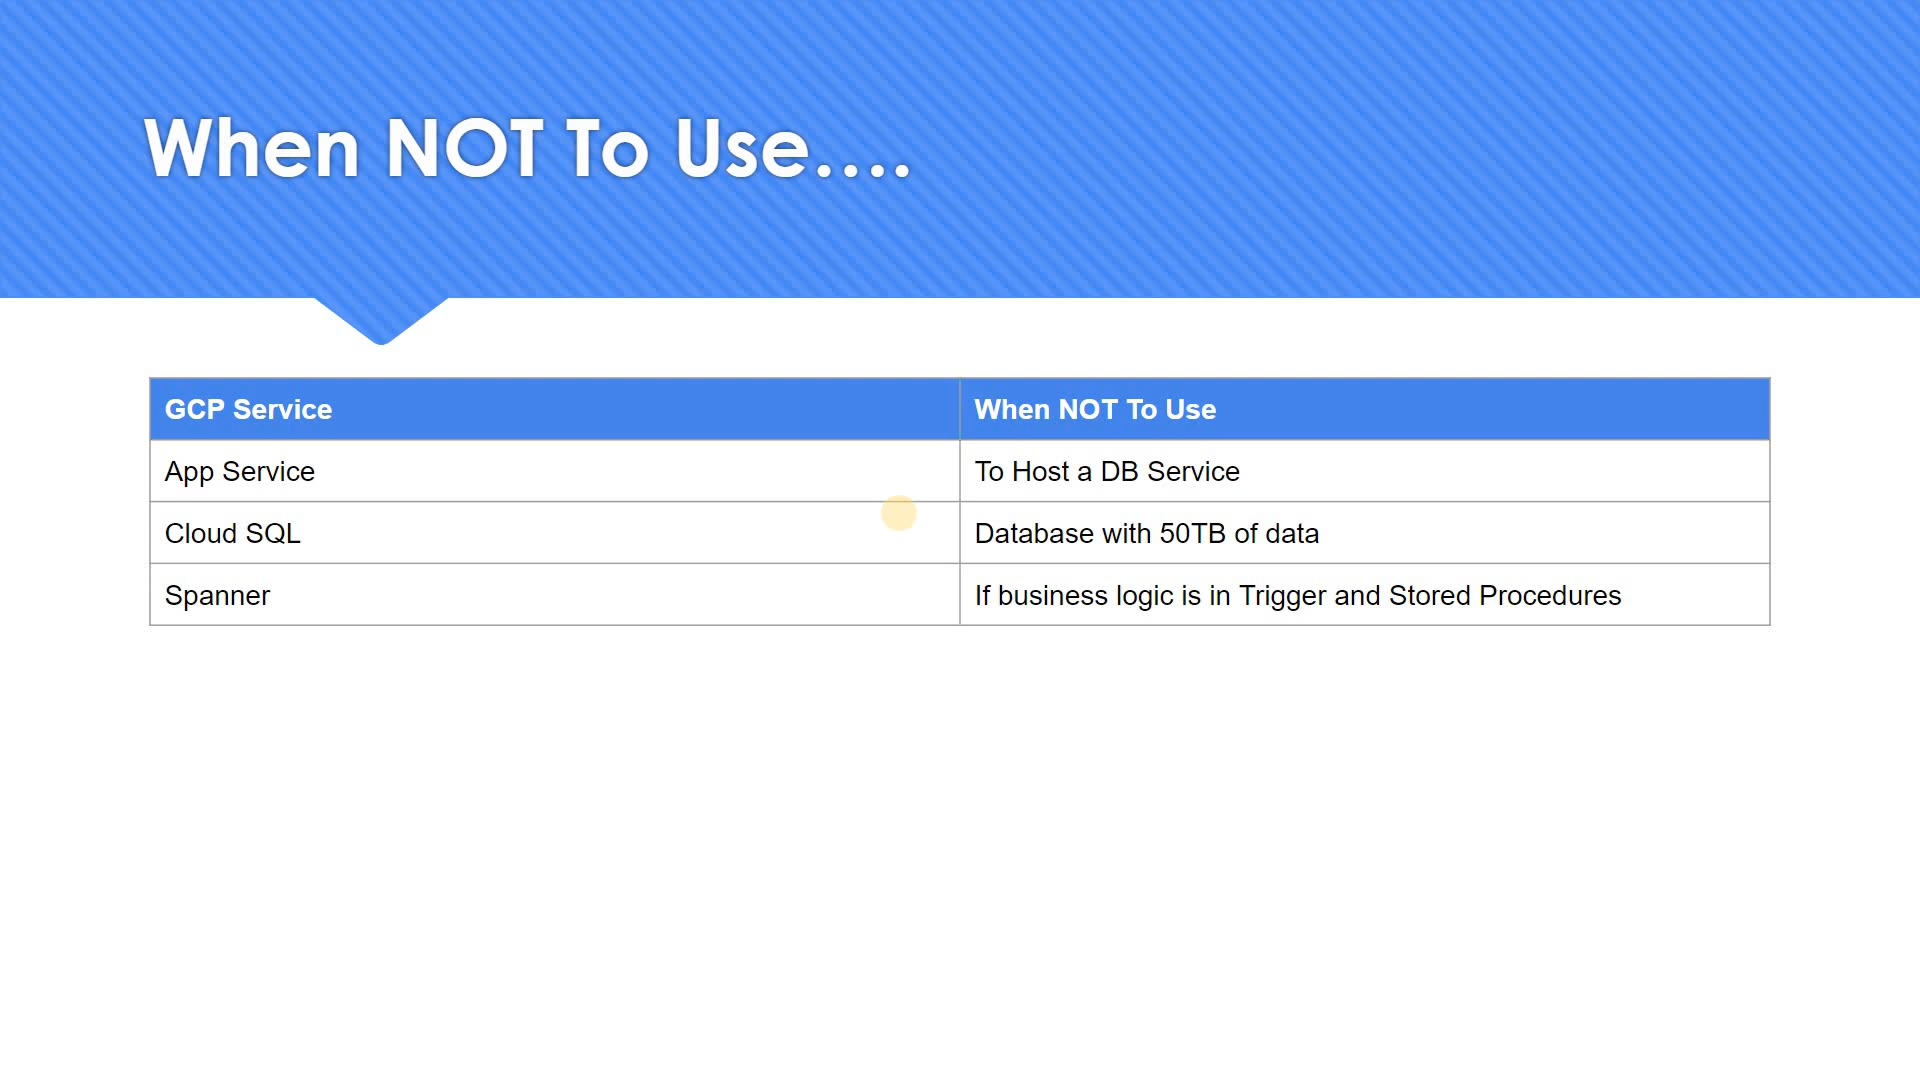 When NOT To Use....
GCP Service When NOT To Use
App Service To Host a DB Service
Cloud SQL Database with 50TB of data
Spanner If business logic is in Trigger and Stored Procedures